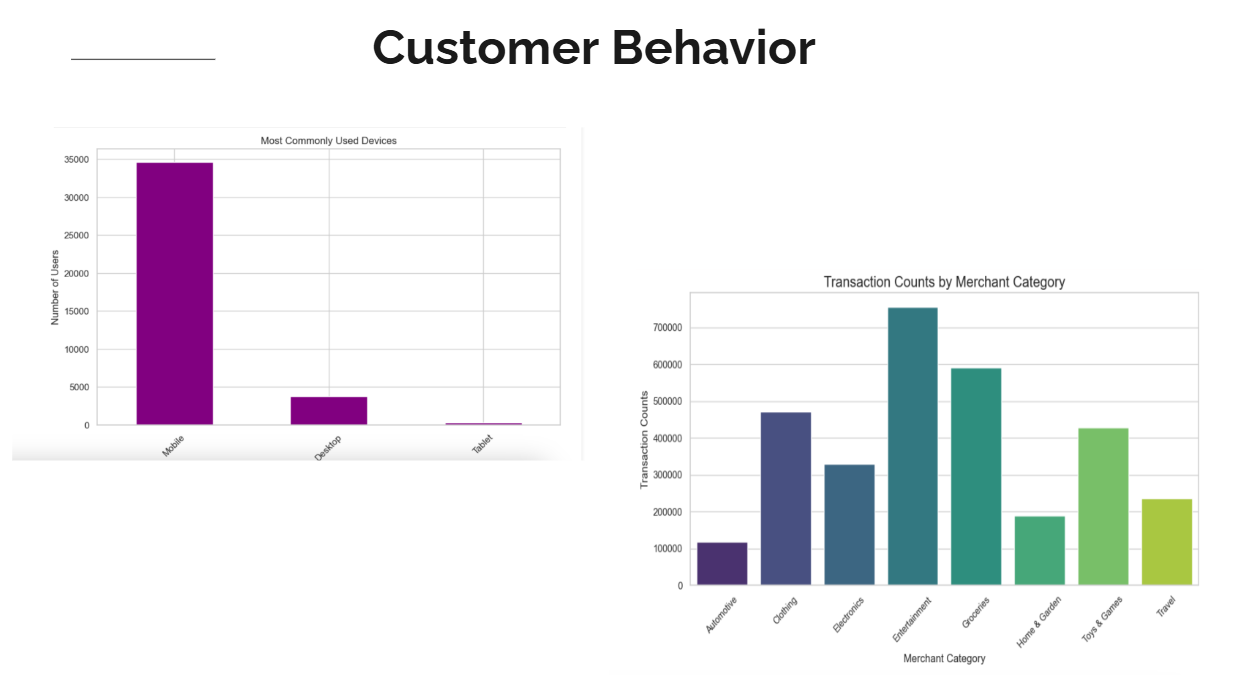 Customer Behavior
Most Commonly Used Devices
35000
30000
25000
20000
15000
10000
5000
0
Number of Users
Mobile
Desktop
Tablet
Transaction Counts by Merchant Category
700000
600000
500000
400000
300000
200000
100000
0
Transaction Counts
Automotive
Clothing
Electronics
Entertainment
Groceries
Home & Garden
Toys & Games
Travel
Merchant Category